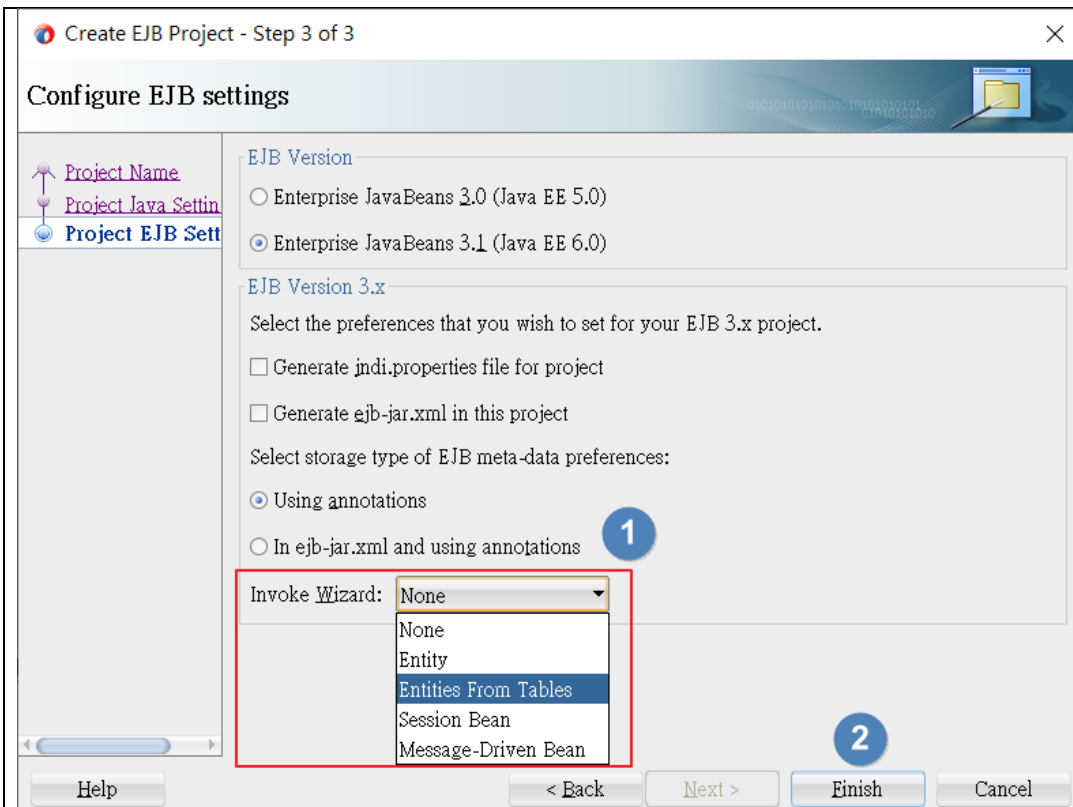 Create EJB Project - Step 3 of 3
Configure EJB settings
0101010101010101010101010101
01010101010
Project Name
Project Java Settin
Project EJB Sett
EJB Version
Enterprise JavaBeans 3.0 (Java EE 5.0)
Enterprise JavaBeans 3.1 (Java EE 6.0)
EJB Version 3.x
Select the preferences that you wish to set for your EJB 3.x project.
Generate jndi.properties file for project
Generate ejb-jar.xml in this project
Select storage type of EJB meta-data preferences:
Using annotations
In ejb-jar.xml and using annotations
1
Invoke Wizard: None
None
Entity
Entities From Tables
Session Bean
Message-Driven Bean
2
Help < Back Next > Finish Cancel